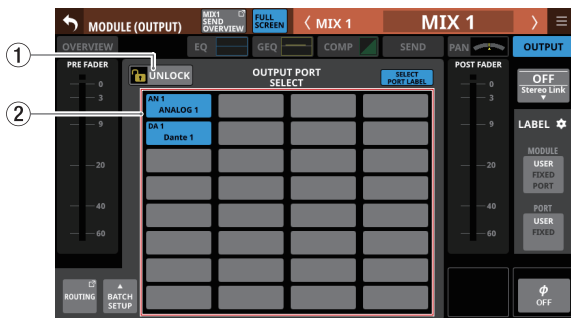 MODULE (OUTPUT)
MIX1
SEND
OVERVIEW
FULL
SCREEN
MIX 1
MIX 1
OVERVIEW
EQ
GEQ
COMP
SEND
PAN
OUTPUT
1
PRE FADER
UNLOCK
OUTPUT PORT
SELECT
SELECT
PORT LABEL
POST FADER
OFF
Stereo Link
▼
2
AN 1
ANALOG 1
DA 1
Dante 1
0
3
9
20
40
60
0
3
9
20
40
60
LABEL
MODULE
USER
FIXED
PORT
PORT
USER
FIXED
ROUTING
▲
BATCH
SETUP
ϕ
OFF